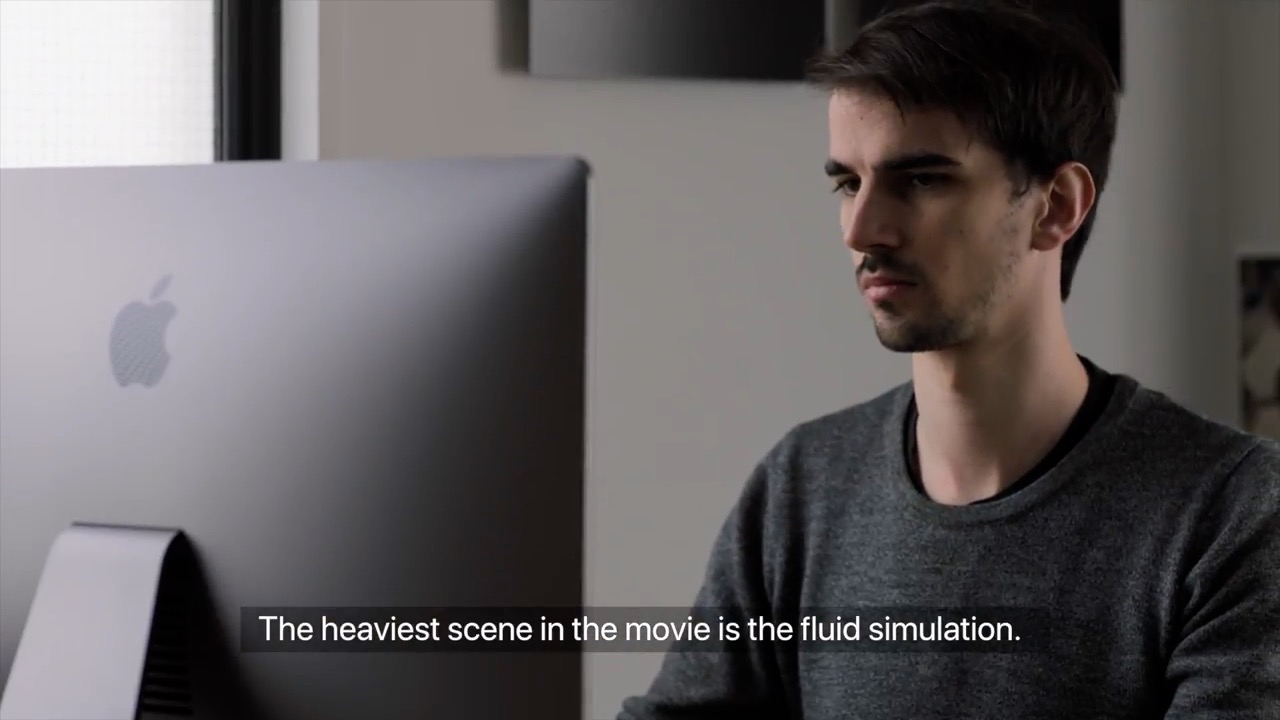 The heaviest scene in the movie is the fluid simulation.